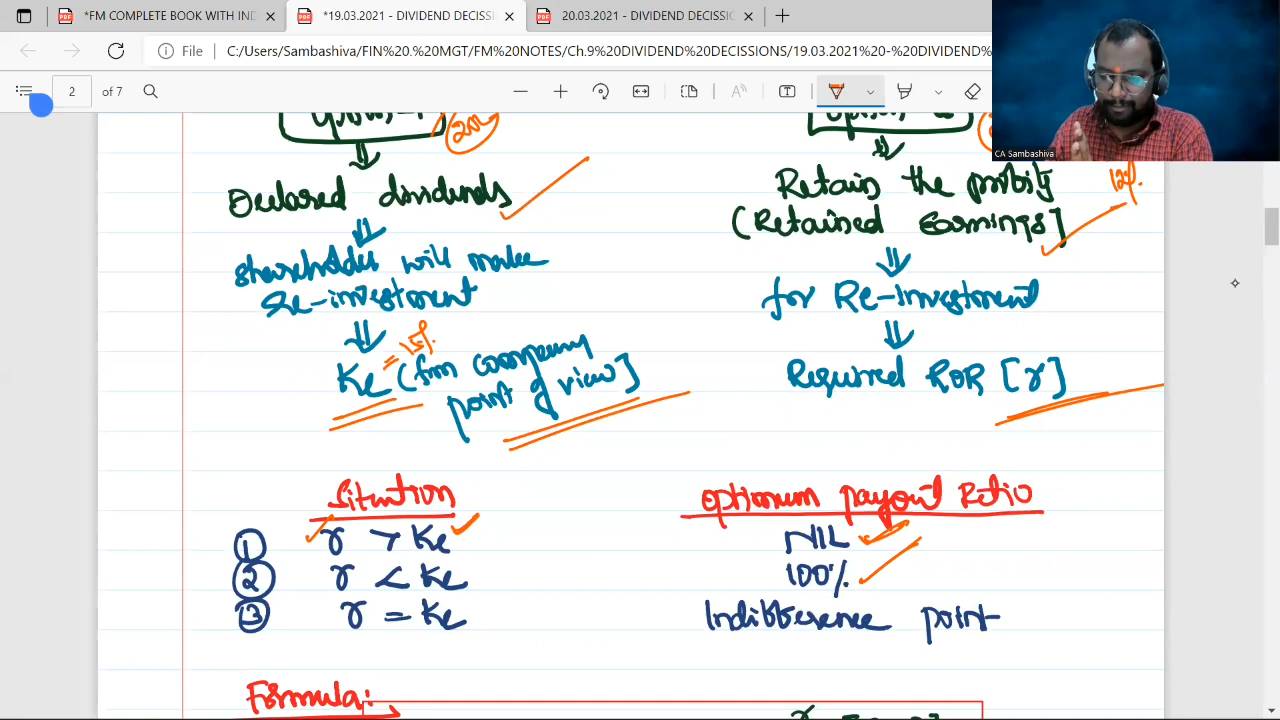 *FM COMPLETE BOOK WITH IND
*19.03.2021 - DIVIDEND DECISSI
20.03.2021 - DIVIDEND DECISSIO
File
C:/Users/Sambashiva/FIN%20.%20MGT/FM%20NOTES/Ch.9%20DIVIDEND%20DECISSIONS/19.03.2021%20-%20DIVIDEND%
2 of 7
CA Sambashiva
Declared dividends
Retain the profits
12%.
(Retained Earnings]
shareholder will make
Re-investment
for Re-Investment
= 15%.
Ke (from company
point of view]
Required ROR [r]
Situation
Optimum payout Ratio
1 r > Ke
NIL
2 r < Ke
100%.
3 r = Ke
Indifference point
Formula: